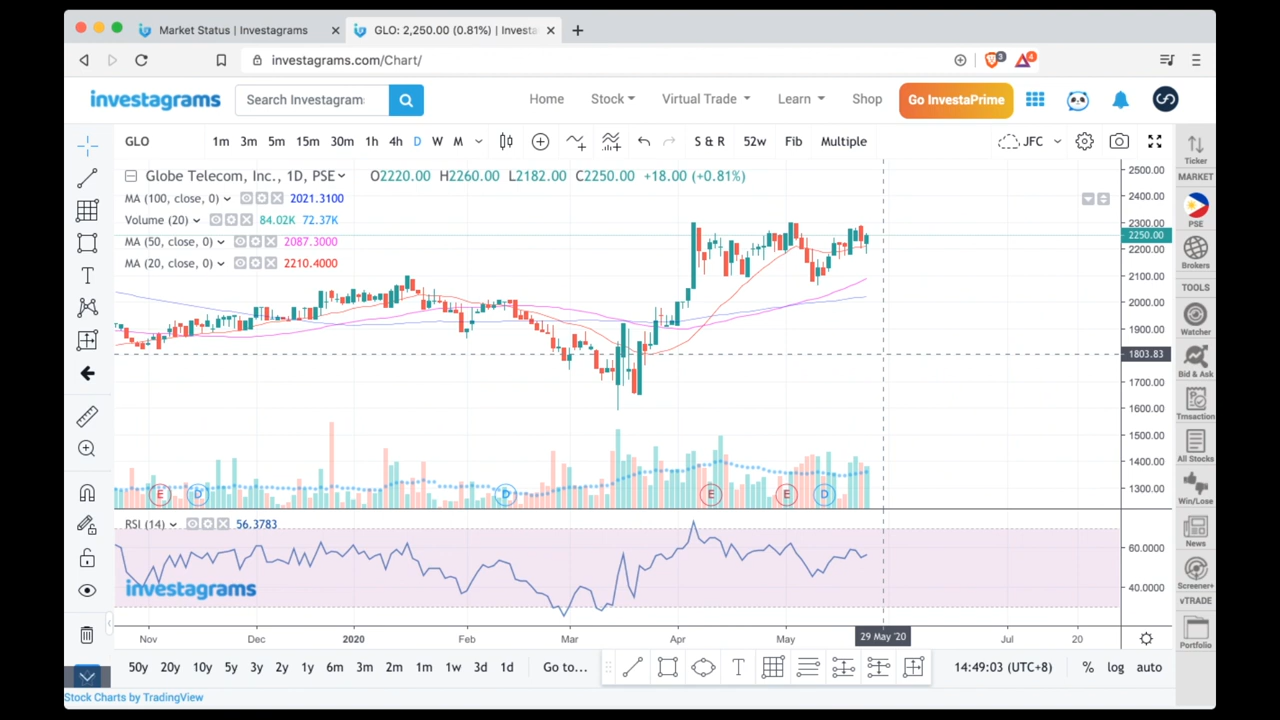 Market Status | Investagrams
GLO: 2,250.00 (0.81%) | Investa
investagrams.com/Chart/
3
4
investagrams
Search Investagram:
Home
Stock
Virtual Trade
Learn
Shop
Go InvestaPrime
GLO
1m 3m 5m 15m 30m 1h 4h D W M
S & R
52w
Fib
Multiple
JFC
Globe Telecom, Inc., 1D, PSE
O2220.00 H2260.00 L2182.00 C2250.00 +18.00 (+0.81%)
MA (100, close, 0) 2021.3100
Volume (20) 84.02K 72.37K
MA (50, close, 0) 2087.3000
MA (20, close, 0) 2210.4000
T
2500.00
2400.00
2300.00
2250.00
2200.00
2100.00
2000.00
1900.00
1803.83
1700.00
1600.00
1500.00
1400.00
1300.00
E D D E E D
RSI (14) 56.3783
60.0000
40.0000
investagrams
Nov Dec 2020 Feb Mar Apr May 29 May '20 Jul 20
50y 20y 10y 5y 3y 2y 1y 6m 3m 2m 1m 1w 3d 1d Go to...
T
14:49:03 (UTC+8) % log auto
Stock Charts by TradingView
Ticker
MARKET
PSE
Brokers
TOOLS
Watcher
Bid & Ask
Trnsaction
All Stocks
Win/Lose
News
Screener+
vTRADE
Portfolio